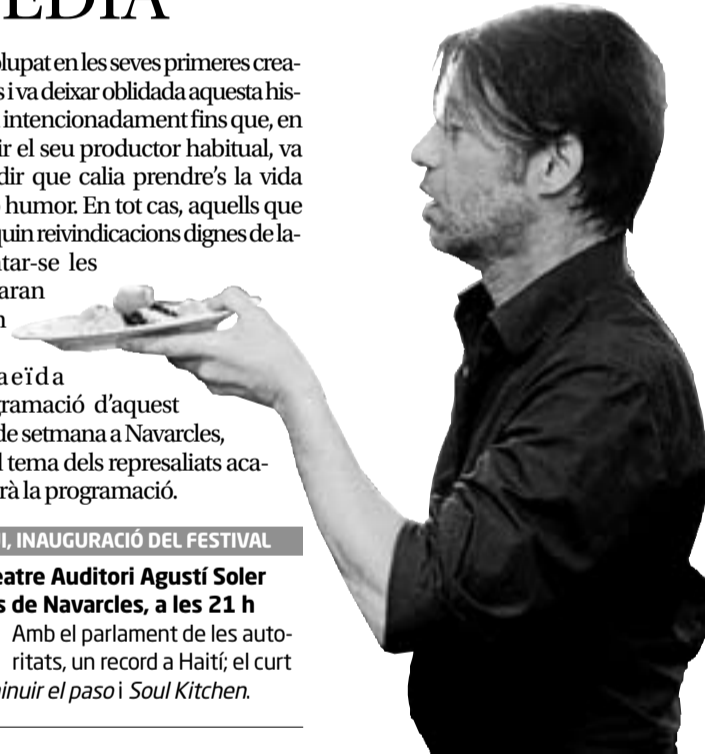 EDIA
olupat en les seves primeres crea-
s i va deixar oblidada aquesta his-
intencionadament fins que, en
ir el seu productor habitual, va
dir que calia prendre's la vida
humor. En tot cas, aquells que
quin reivindicacions dignes de la-
tar-se les
aran
n
aeïda
gramació d'aquest
de setmana a Navarcles,
l tema dels represaliats aca-
rà la programació.
I, INAUGURACIÓ DEL FESTIVAL
eatre Auditori Agustí Soler
s de Navarcles, a les 21 h
Amb el parlament de les auto-
ritats, un record a Haití; el curt
inuir el paso i Soul Kitchen.